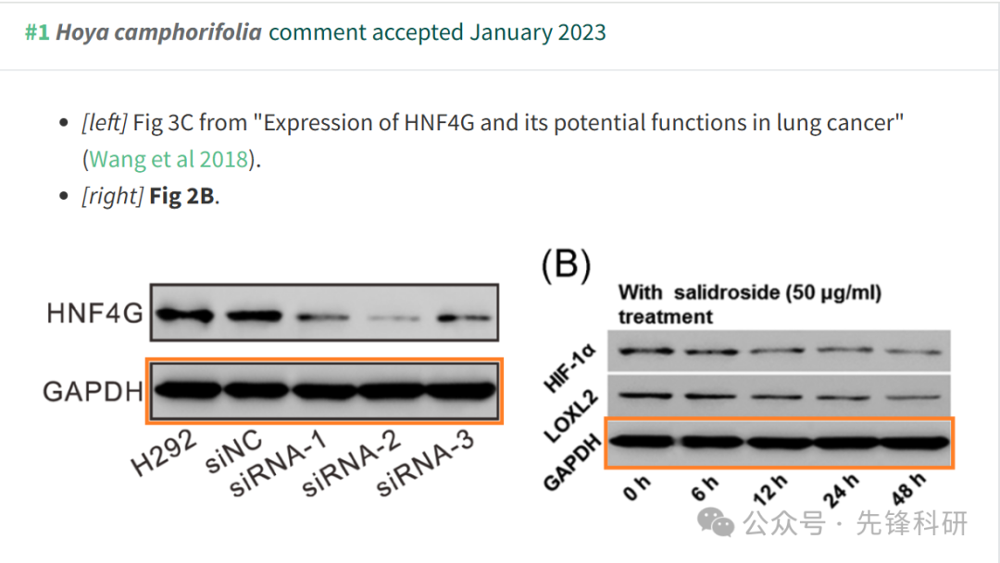 #1 Hoya camphorifolia comment accepted January 2023
• [left] Fig 3C from "Expression of HNF4G and its potential functions in lung cancer"
(Wang et al 2018).
• [right] Fig 2B.
HNF4G
GAPDH
H292
siNC
siRNA-1
siRNA-2
siRNA-3
(B)
With salidroside (50 μg/ml)
treatment
HIF-1α
LOXL2
GAPDH
0 h
6 h
12 h
24 h
48 h
公众号 · 先锋科研